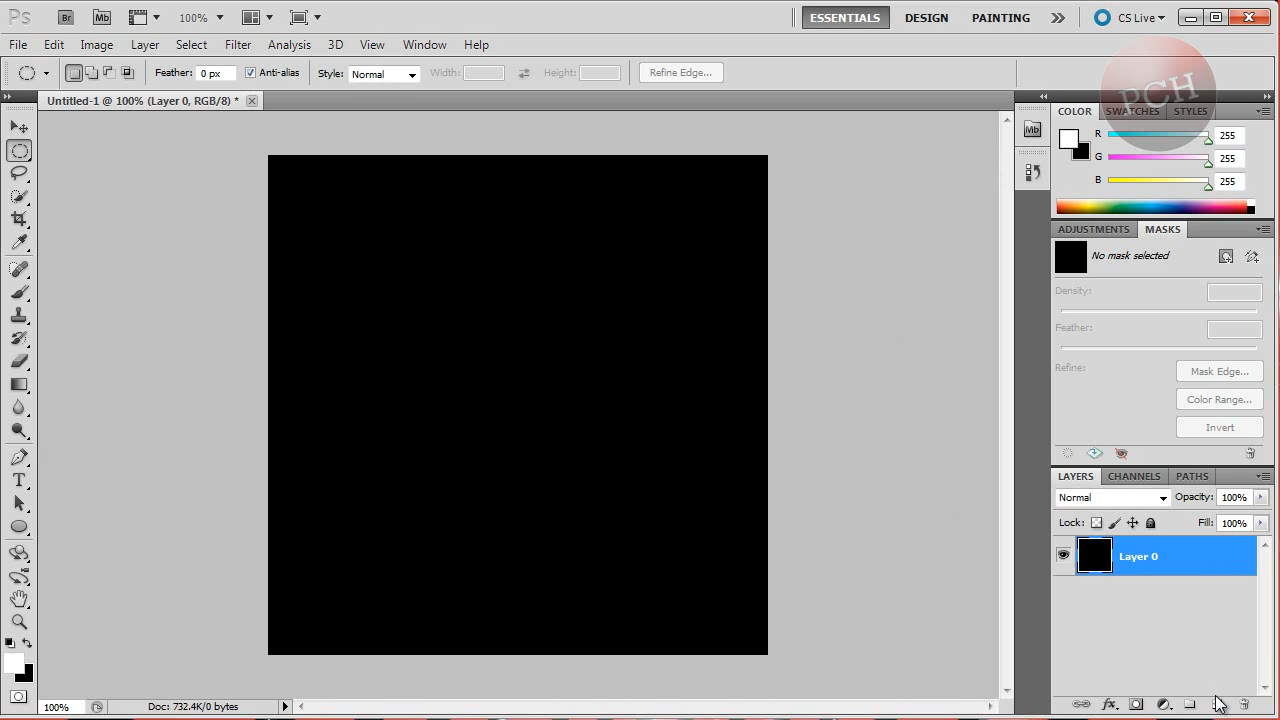 Ps Br Mb 100% ESSENTIALS DESIGN PAINTING CS Live
File Edit Image Layer Select Filter Analysis 3D View Window Help
Feather: 0 px Anti-alias Style: Normal Width: Height: Refine Edge...
Untitled-1 @ 100% (Layer 0, RGB/8) *
PCH
COLOR SWATCHES STYLES
Mb
R 255
G 255
B 255
ADJUSTMENTS MASKS
No mask selected
Density:
Feather:
Refine: Mask Edge...
Color Range...
Invert
LAYERS CHANNELS PATHS
Normal Opacity: 100%
T
Lock: Fill: 100%
Layer 0
fx
100% Doc: 732.4K/0 bytes